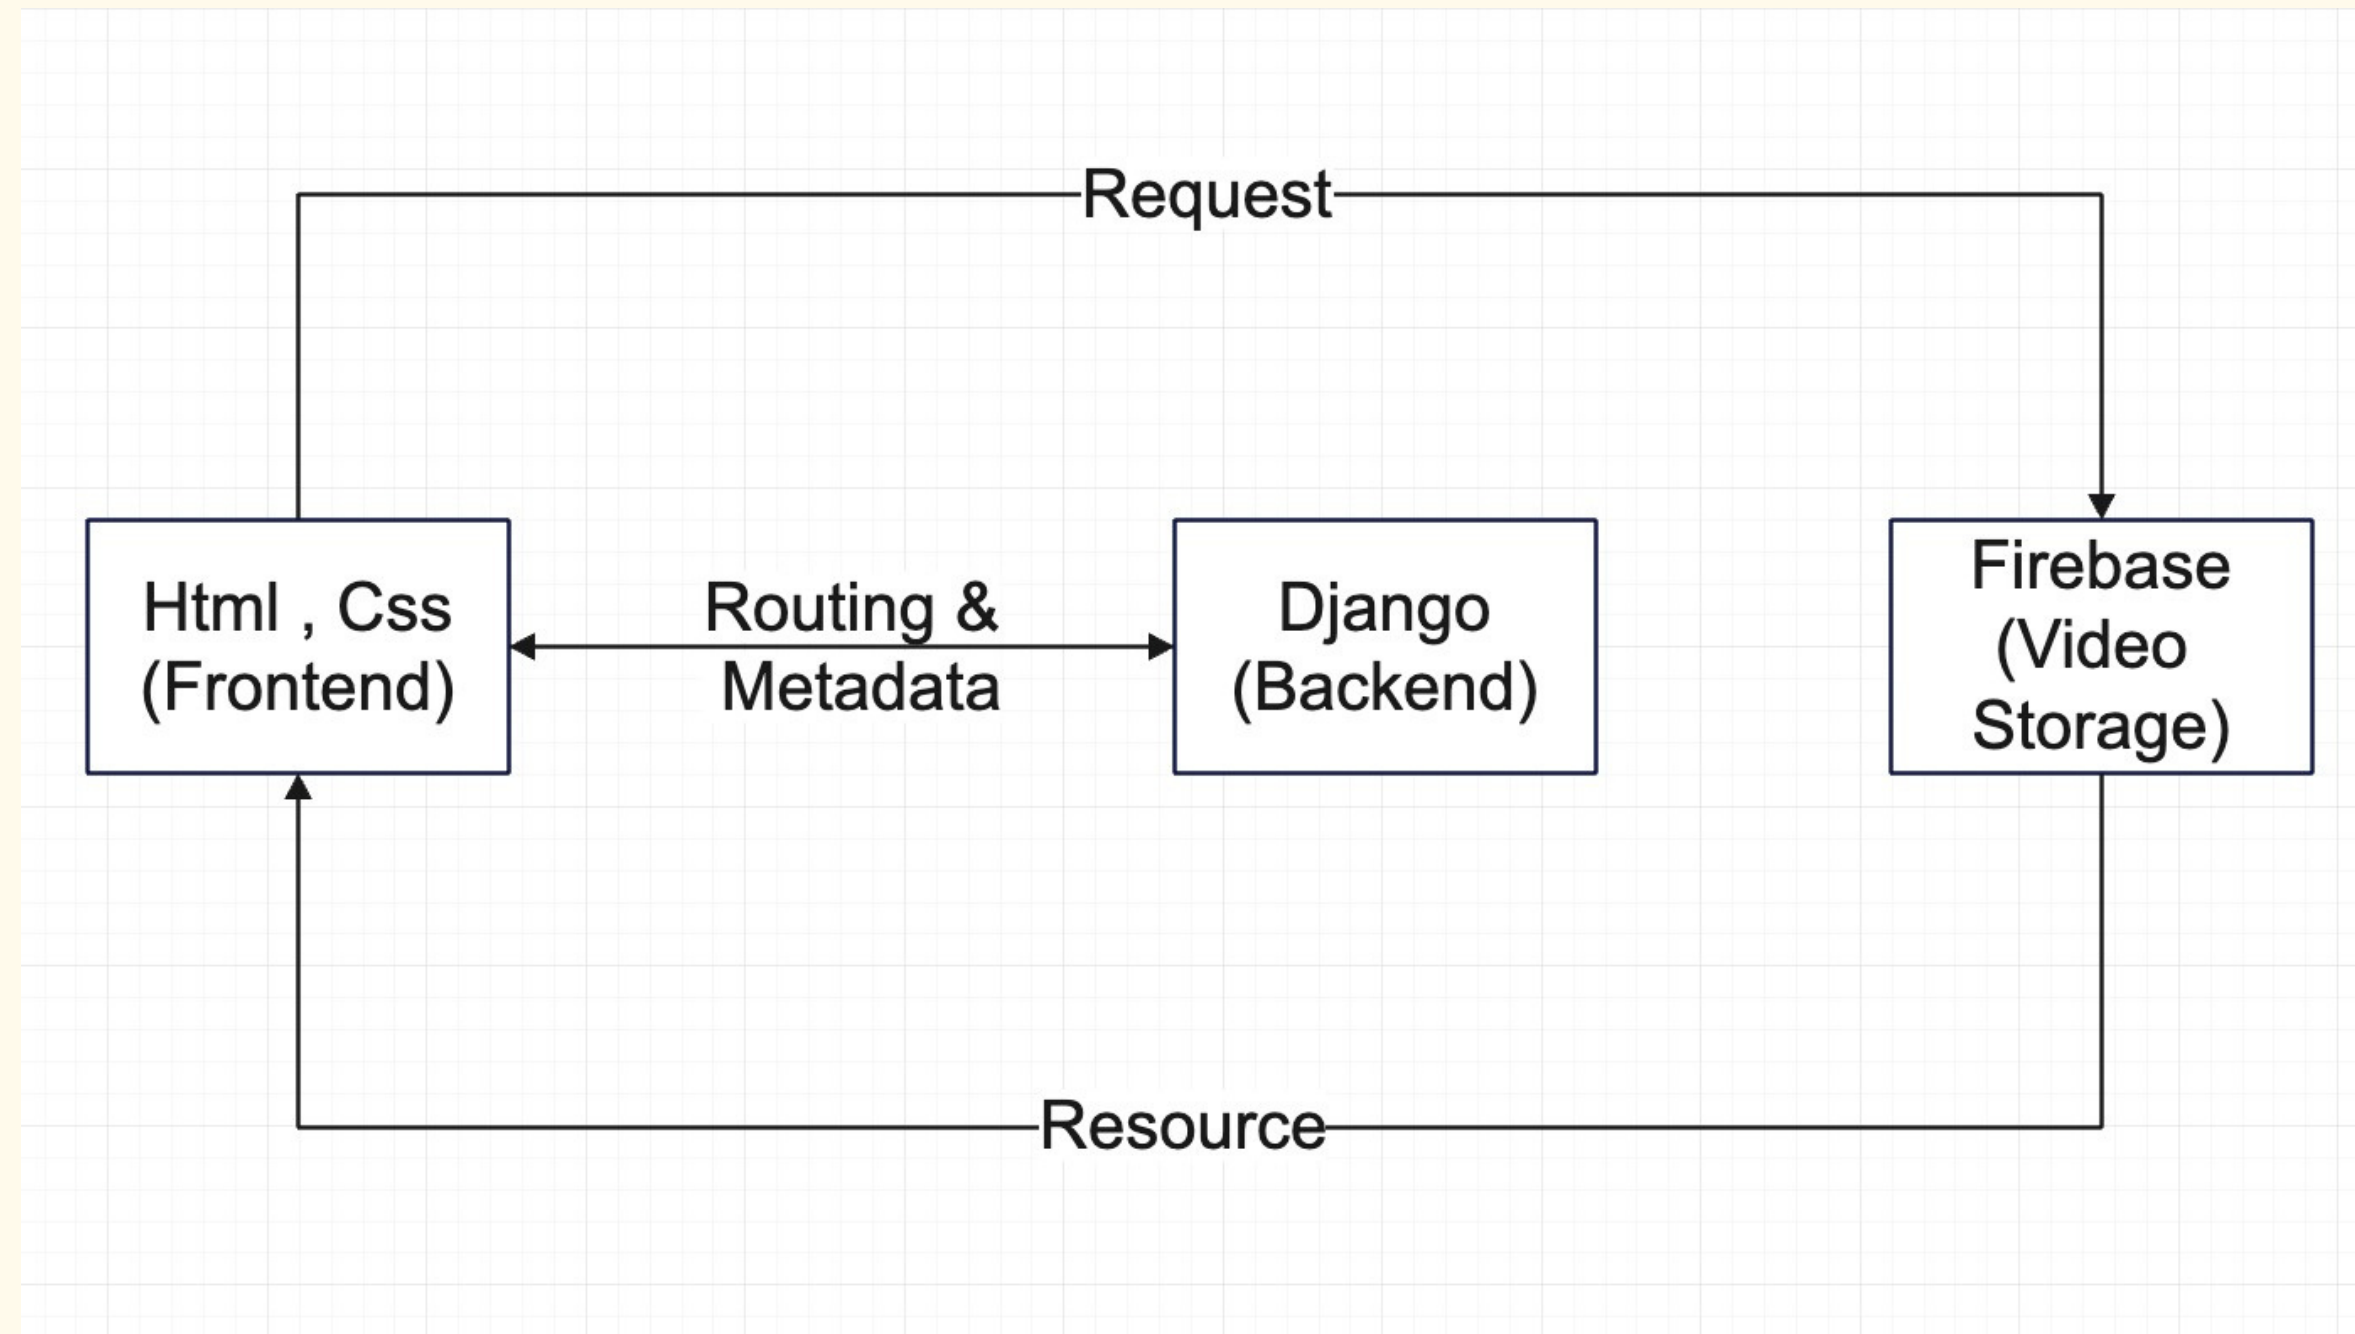 Request
Html , Css
(Frontend)
Routing &
Metadata
Django
(Backend)
Firebase
(Video
Storage)
Resource